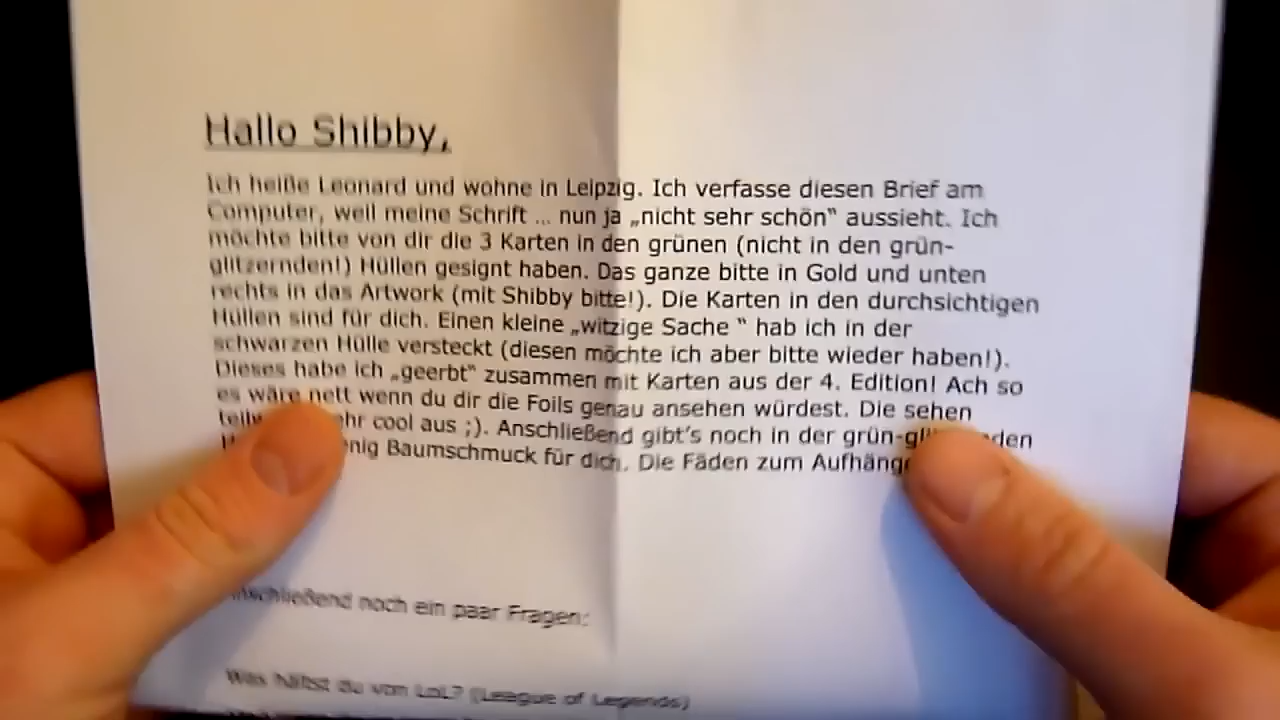 Hallo Shibby,
Ich heiße Leonard und wohne in Leipzig. Ich verfasse diesen Brief am
Computer, weil meine Schrift ... nun ja „nicht sehr schön“ aussieht. Ich
möchte bitte von dir die 3 Karten in den grünen (nicht in den grün-
glitzernden!) Hüllen gesignt haben. Das ganze bitte in Gold und unten
rechts in das Artwork (mit Shibby bitte!). Die Karten in den durchsichtigen
Hüllen sind für dich. Einen kleine „witzige Sache “ hab ich in der
schwarzen Hülle versteckt (diesen möchte ich aber bitte wieder haben!).
Dieses habe ich „geerbt“ zusammen mit Karten aus der 4. Edition! Ach so
es wäre nett wenn du dir die Foils genau ansehen würdest. Die sehen
cool aus ;). Anschließend gibt's noch in der
Baumschmuck für dich. Die Fäden zum
Anschließend noch ein paar Fragen:
Was hältst du von LoL? (League of Legends)